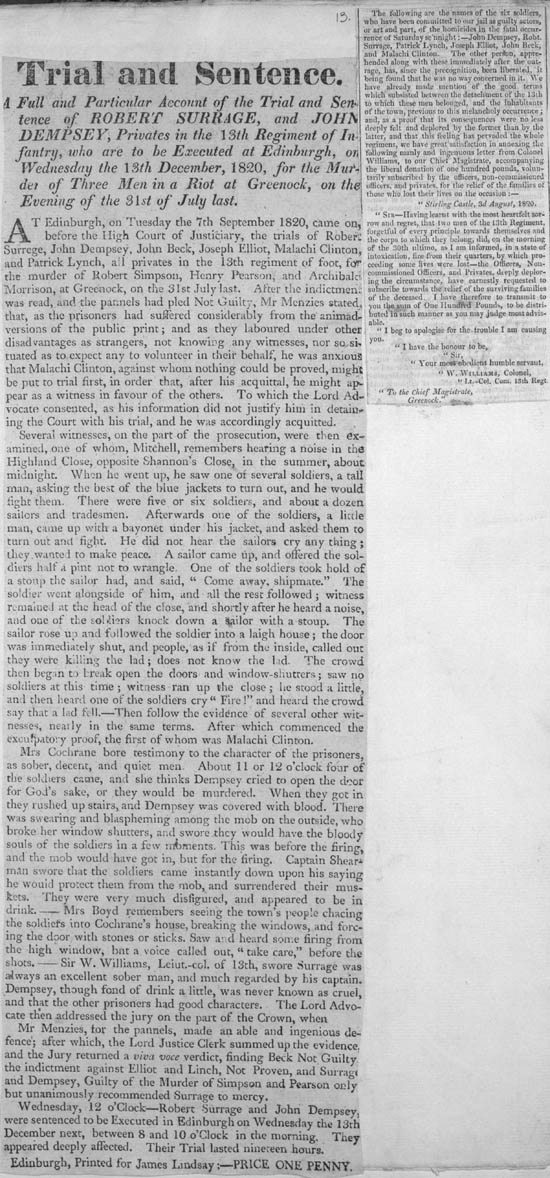 13.
Trial and Sentence.
A Full and Particular Account of the Trial and Sen-
tence of ROBERT SURRAGE, and JOHN
DEMPSEY, Privates in the 13th Regiment of In-
fantry, who are to be Executed at Edinburgh, on
Wednesday the 13th December, 1820, for the Mur-
der of Three Men in a Riot at Greenock, on the
Evening of the 31st of July last.
AT Edinburgh, on Tuesday the 7th September 1820, came on,
before the High Court of Justiciary, the trials of Robert
Surrege, John Dempsey, John Beck, Joseph Elliot, Malachi Clinton,
and Patrick Lynch, all privates in the 13th regiment of foot, for
the murder of Robert Simpson, Henry Pearson, and Archibald
Morrison, at Greenock, on the 31st July last. After the indictment
was read, and the pannels had pled Not Guilty, Mr Menzies stated,
that, as the prisoners had suffered considerably from the animad-
versions of the public print; and as they laboured under other
disadvantages as strangers, not knowing any witnesses, nor so si-
tuated as to expect any to volunteer in their behalf, he was anxious
that Malachi Clinton, against whom nothing could be proved, might
be put to trial first, in order that, after his acquittal, he might ap-
pear as a witness in favour of the others. To which the Lord Ad-
vocate consented, as his information did not justify him in detain-
ing the Court with his trial, and he was accordingly acquitted.
Several witnesses, on the part of the prosecution, were then ex-
amined, one of whom, Mitchell, remembers hearing a noise in the
Highland Close, opposite Shannon's Close, in the summer, about
midnight. When he went up, he saw one of several soldiers, a tall
man, asking the best of the blue jackets to turn out, and he would
fight them. There were five or six soldiers, and about a dozen
sailors and tradesmen. Afterwards one of the soldiers, a little
man, came up with a bayonet under his jacket, and asked them to
turn out and fight. He did not hear the sailors cry any thing;
they wanted to make peace. A sailor came up, and offered the sol-
diers half a pint not to wrangle. One of the soldiers took hold of
a stoup the sailor had, and said, "Come away, shipmate." The
soldier went alongside of him, and all the rest followed; witness
remained at the head of the close, and shortly after he heard a noise,
and one of the soldiers knock down a sailor with a stoup. The
sailor rose up and followed the soldier into a laigh house; the door
was immediately shut, and people, as if from the inside, called out
they were killing the lad; does not know the lad. The crowd
then began to break open the doors and window-shutters; saw no
soldiers at this time; witness ran up the close; he stood a little,
and then heard one of the soldiers cry "Fire!" and heard the crowd
say that a lad fell.—Then follow the evidence of several other wit-
nesses, nearly in the same terms. After which commenced the
exculpatory proof, the first of whom was Malachi Clinton.
Mrs Cochrane bore testimony to the character of the prisoners,
as sober, decent, and quiet men. About 11 or 12 o'clock four of
the soldiers came, and she thinks Dempsey cried to open the door
for God's sake, or they would be murdered. When they got in
they rushed up stairs, and Dempsey was covered with blood. There
was swearing and blaspheming among the mob on the outside, who
broke her window shutters, and swore they would have the bloody
souls of the soldiers in a few moments. This was before the firing,
and the mob would have got in, but for the firing. Captain Shear-
man swore that the soldiers came instantly down upon his saying
he would protect them from the mob, and surrendered their mus-
kets. They were very much disfigured, and appeared to be in
drink. — Mrs Boyd remembers seeing the town's people chacing
the soldiers into Cochrane's house, breaking the windows, and forc-
ing the door with stones or sticks. Saw and heard some firing from
the high window, but a voice called out, "take care," before the
shots. — Sir W. Williams, Leiut.-col. of 13th, swore Surrage was
always an excellent sober man, and much regarded by his captain.
Dempsey, though fond of drink a little, was never known as cruel,
and that the other prisoners had good characters. The Lord Advo-
cate then addressed the jury on the part of the Crown, when
Mr Menzies, for the pannels, made an able and ingenious de-
fence; after which, the Lord Justice Clerk summed up the evidence,
and the Jury returned a viva voce verdict, finding Beck Not Guilty,
the indictment against Elliot and Linch, Not Proven, and Surrage
and Dempsey, Guilty of the Murder of Simpson and Pearson only
but unanimously recommended Surrage to mercy.
Wednesday, 12 o'Clock—Robert Surrage and John Dempsey,
were sentenced to be Executed in Edinburgh on Wednesday the 13th
December next, between 8 and 10 o'Clock in the morning. They
appeared deeply affected. Their Trial lasted nineteen hours.
Edinburgh, Printed for James Lindsay;—PRICE ONE PENNY.
The following are the names of the six soldiers,
who have been committed to our jail as guilty actors,
or art and part, of the homicides in the fatal occur-
rence of Saturday se'nnight:—John Dempsey, Robt.
Surrage, Patrick Lynch, Joseph Elliot, John Beck,
and Malachi Clinton. The other person, appre-
hended along with these immediately after the out-
rage, has, since the precognition, been liberated, it
being found that he was no way concerned in it. We
have already made mention of the good terms
which subsisted between the detachment of the 13th
to which these men belonged, and the Inhabitants
of the town, previous to this melancholy occurrence;
and, as a proof that its consequences were no less
deeply felt and deplored by the former than by the
latter, and that this feeling has pervaded the whole
regiment, we have great satisfaction in annexing the
following manly and ingenuous letter from Colonel
Williams, to our Chief Magistrate, accompanying
the liberal donation of one hundred pounds, volun-
tarily subscribed by the officers, non-commissioned
officers, and privates, for the relief of the families of
those who lost their lives on the occasion:—
"Stirling Castle, 3d August, 1820.
"SIR—Having learnt with the most heartfelt sor-
row and regret, that two men of the 13th Regiment,
forgetful of every principle towards themselves and
the corps to which they belong, did, on the morning
of the 30th ultimo, as I am informed, in a state of
intoxication, fire from their quarters, by which pro-
ceeding some lives were lost—the Officers, Non-
commissioned Officers, and Privates, deeply deplor-
ing the circumstance, have earnestly requested to
subscribe towards the relief of the surviving families
of the deceased. I have therefore to transmit to
you the sum of One Hundred Pounds, to be distri-
buted in such manner as you may judge most advis-
able.
"I beg to apologise for the trouble I am causing
you.
"I have the honour to be,
"Sir,
"Your most obedient humble servant,
"W. WILLIAMS, Colonel,
"Lt.-Col. Com. 13th Regt.
"To the Chief Magistrate,
Greenock."